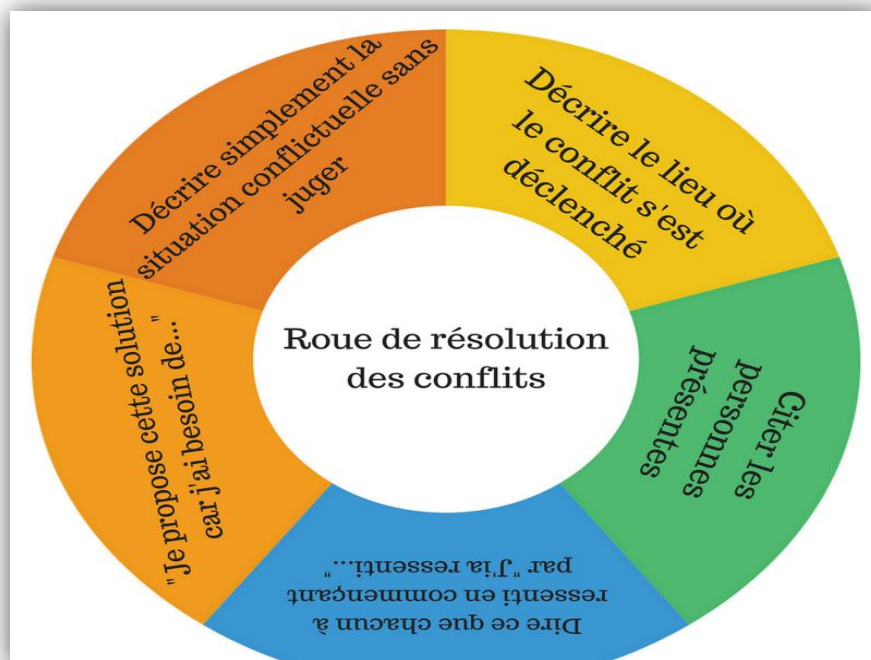 Décrire simplement la
situation conflictuelle sans
juger
Décrire le lieu où
le conflit s'est
déclenché
Citer les
personnes
présentes
Dire ce que chacun à
ressenti en commençant
par "J'ia ressenti..."
"Je propose cette solution
car j'ai besoin de..."
Roue de résolution
des conflits